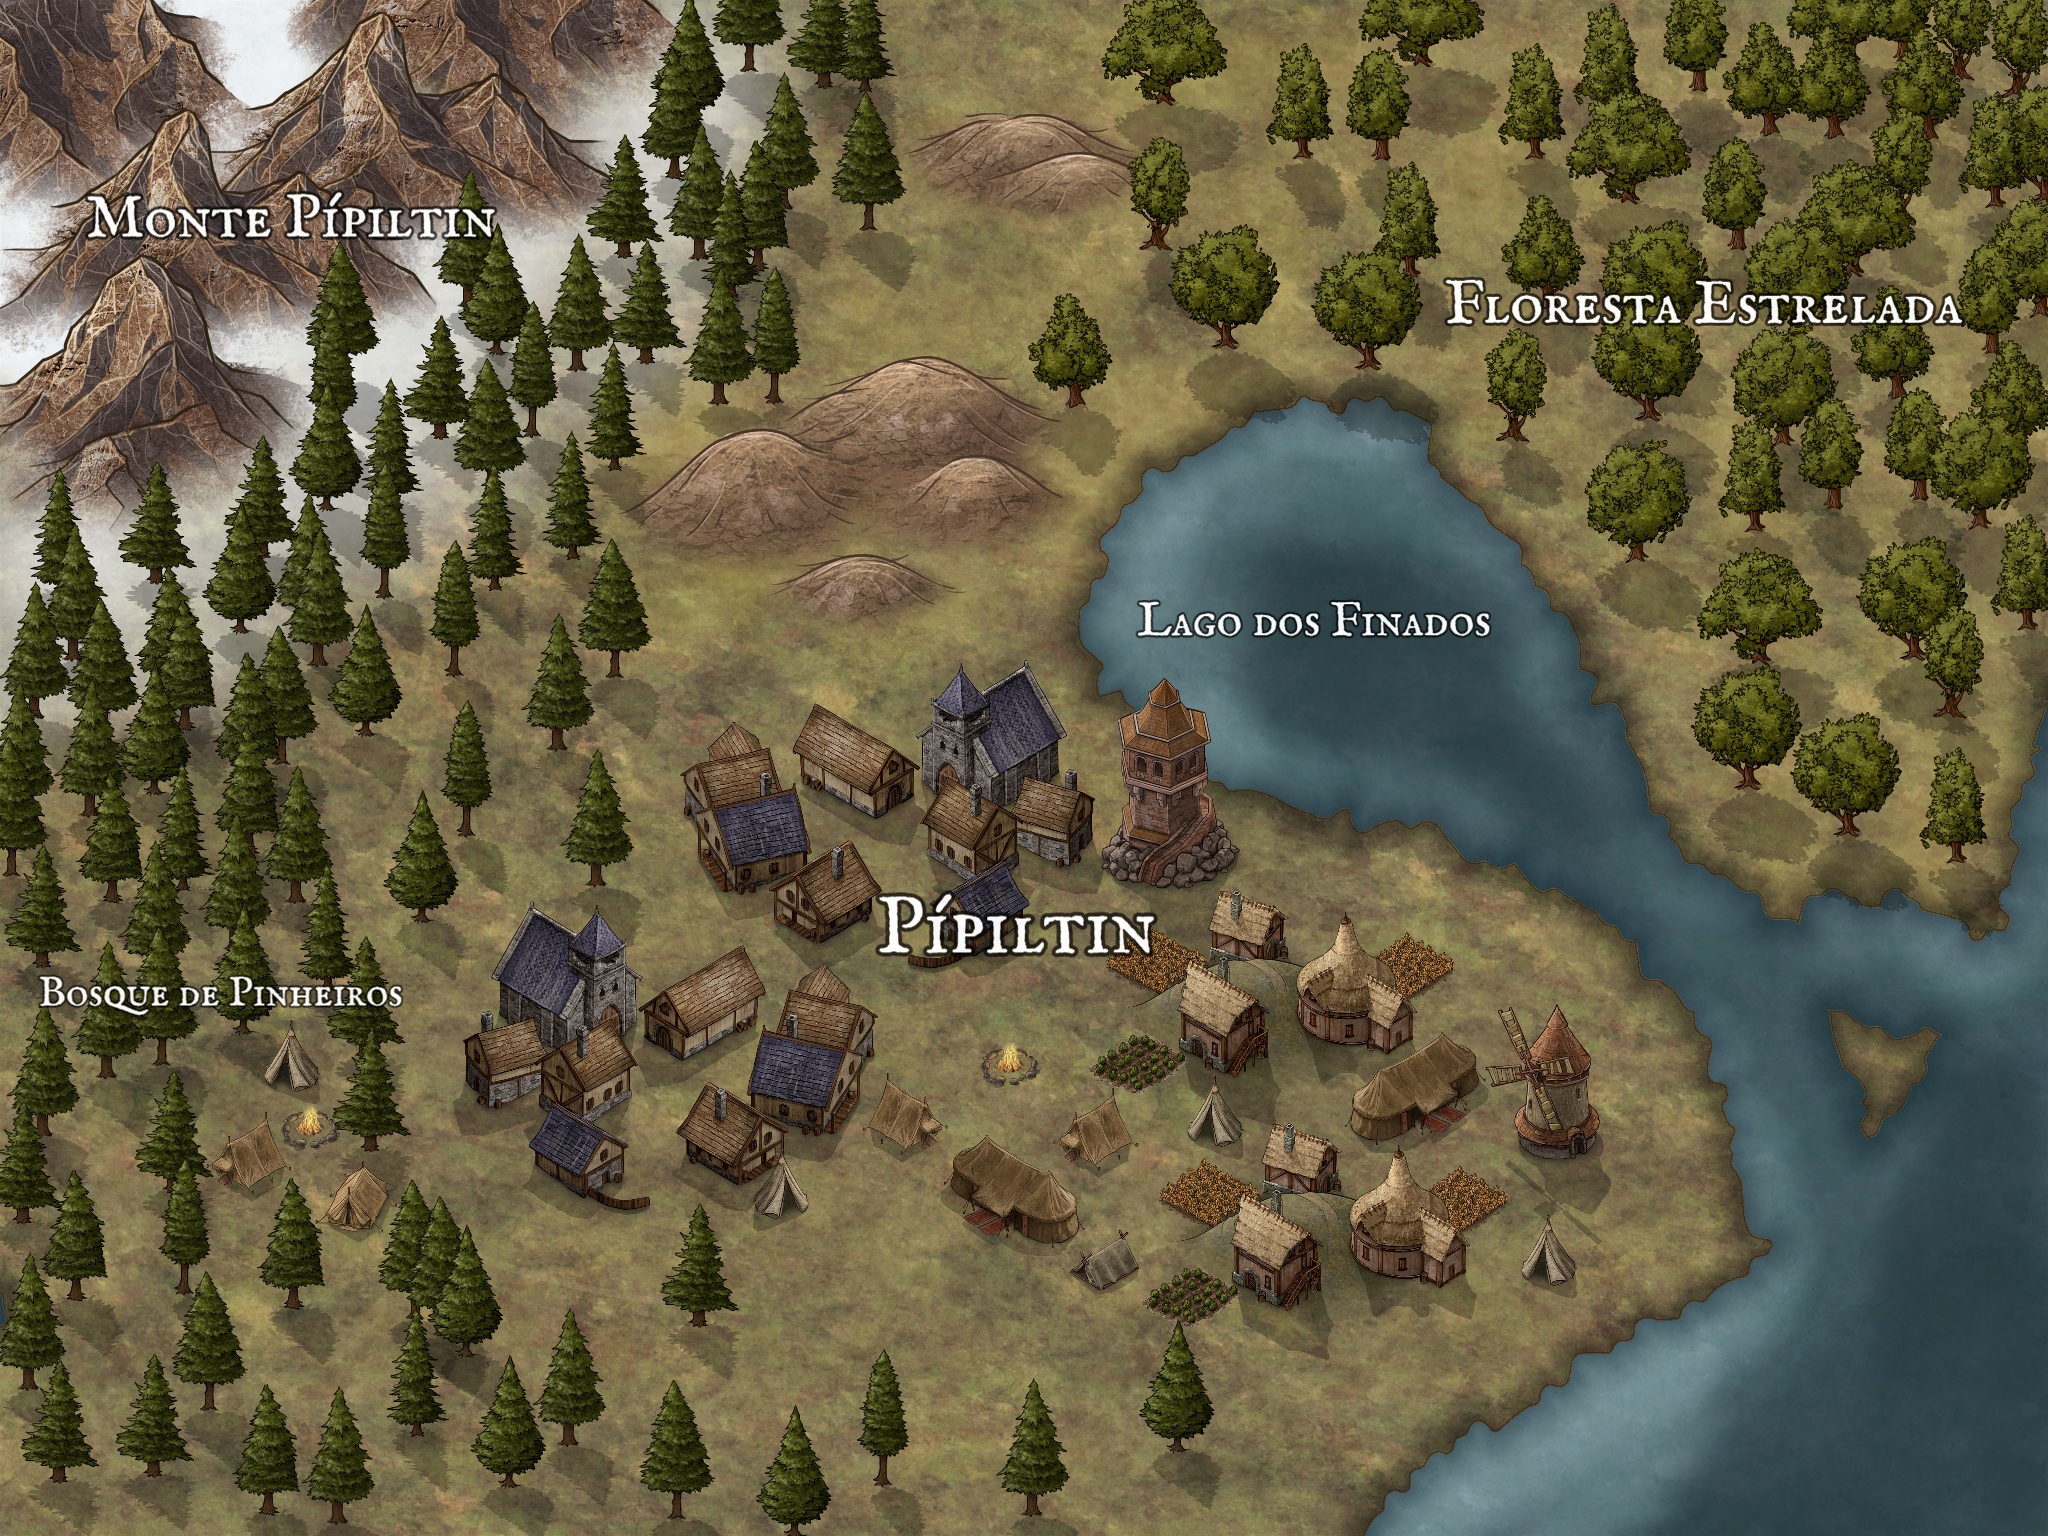 Monte Pípiltin
Floresta Estrelada
Lago dos Finados
Pípiltin
Bosque de Pinheiros